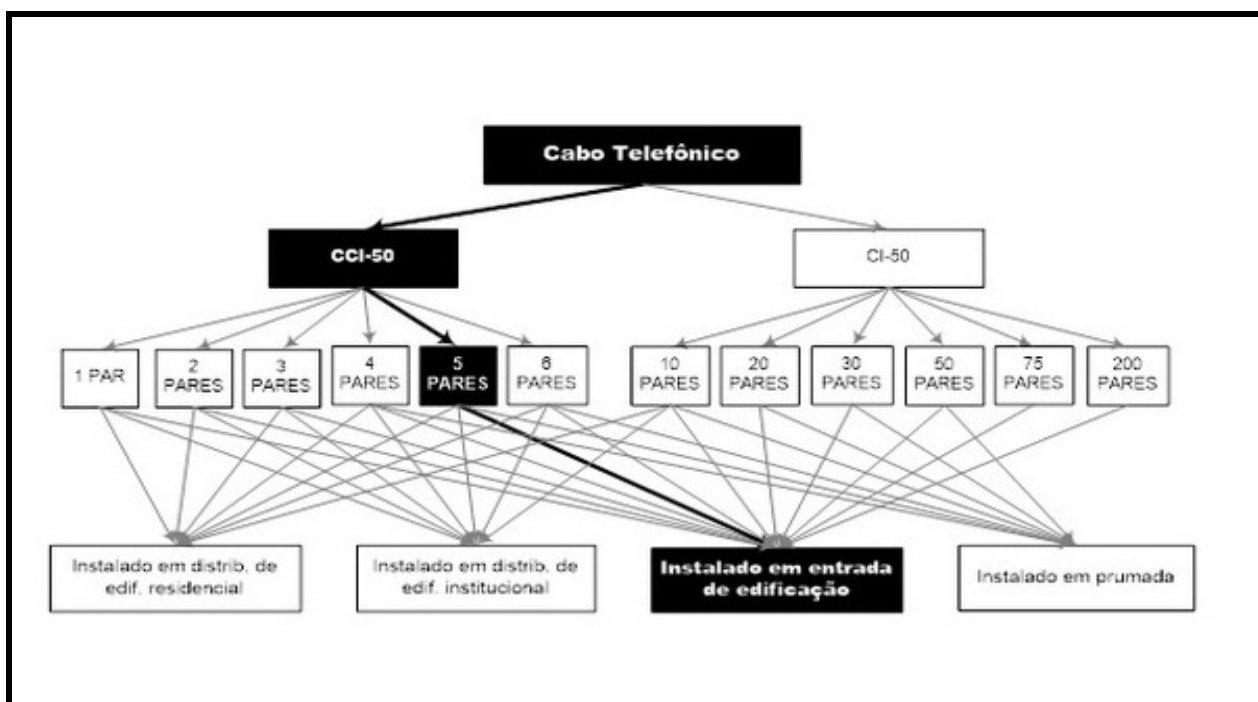 Cabo Telefônico
CCI-50
CI-50
1 PAR
2
PARES
3
PARES
4
PARES
5
PARES
6
PARES
10
PARES
20
PARES
30
PARES
50
PARES
75
PARES
200
PARES
Instalado em distrib. de
edif. residencial
Instalado em distrib. de
edif. institucional
Instalado em entrada
de edificação
Instalado em prumada